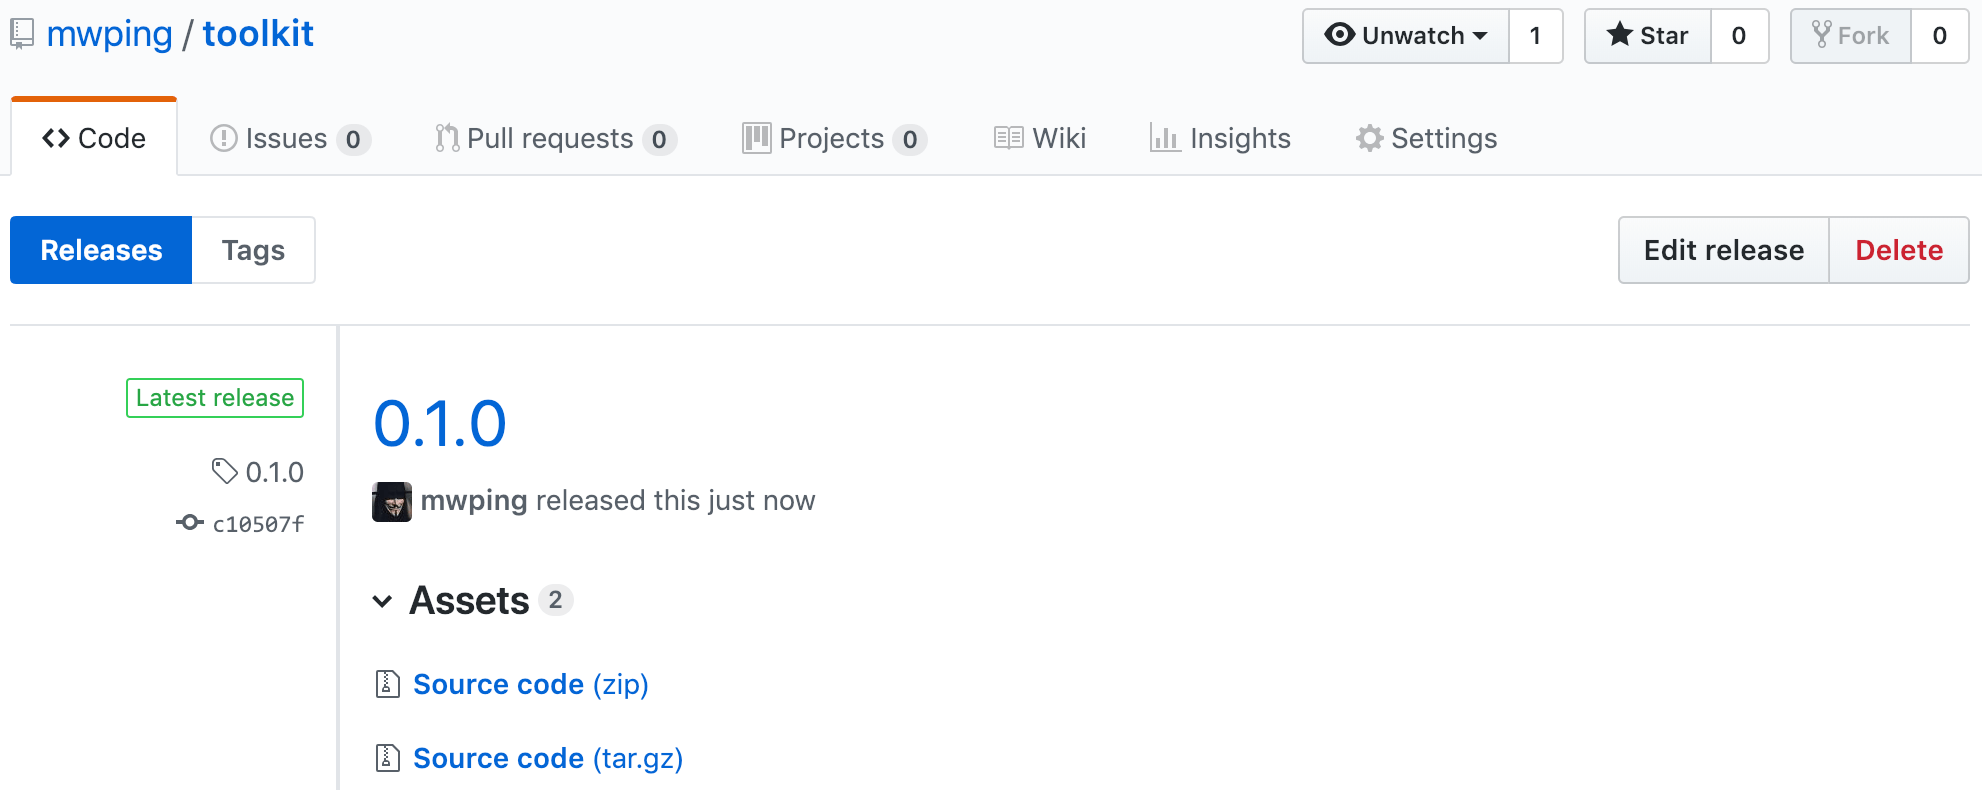 mwping / toolkit
Unwatch 1 Star 0 Fork 0
Code Issues 0 Pull requests 0 Projects 0 Wiki Insights Settings
Releases Tags Edit release Delete
Latest release
0.1.0
c10507f
0.1.0
mwping released this just now
Assets 2
Source code (zip)
Source code (tar.gz)